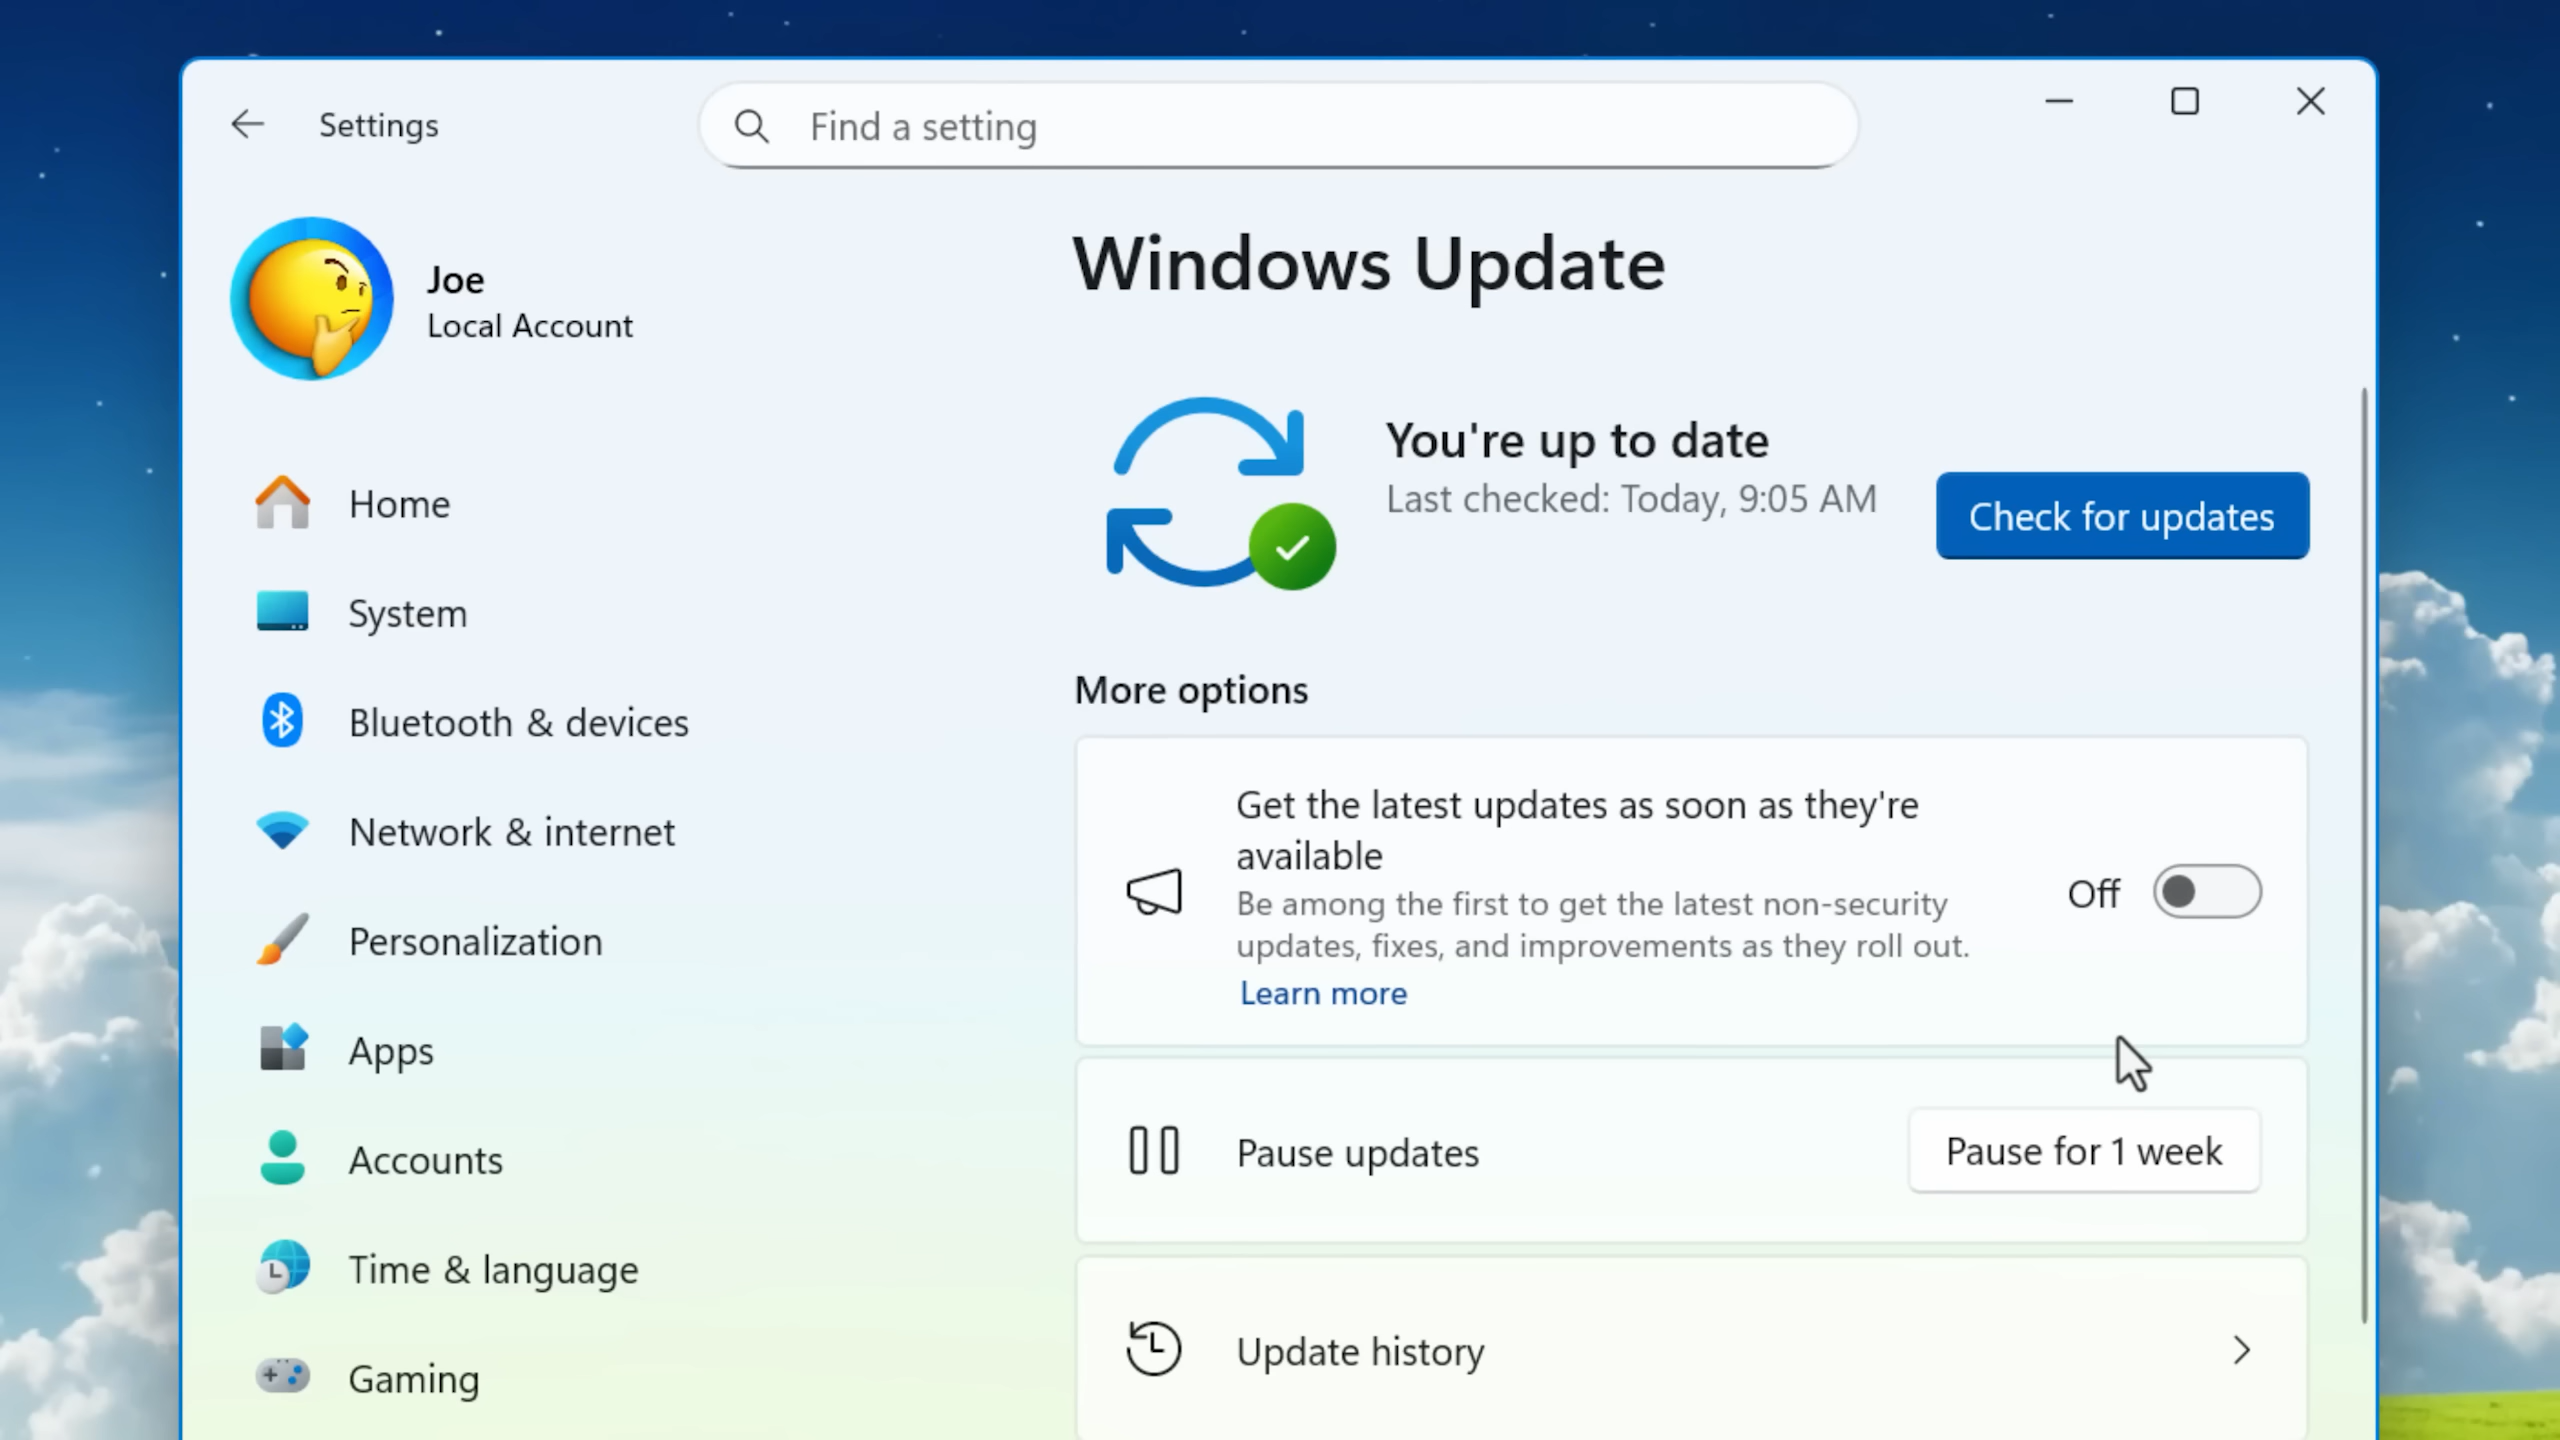 Settings
Find a setting
Joe
Local Account
Home
System
Bluetooth & devices
Network & internet
Personalization
Apps
Accounts
Time & language
Gaming
Windows Update
You're up to date
Last checked: Today, 9:05 AM
Check for updates
More options
Get the latest updates as soon as they're
available
Be among the first to get the latest non-security
updates, fixes, and improvements as they roll out.
Learn more
Off
Pause updates
Pause for 1 week
Update history